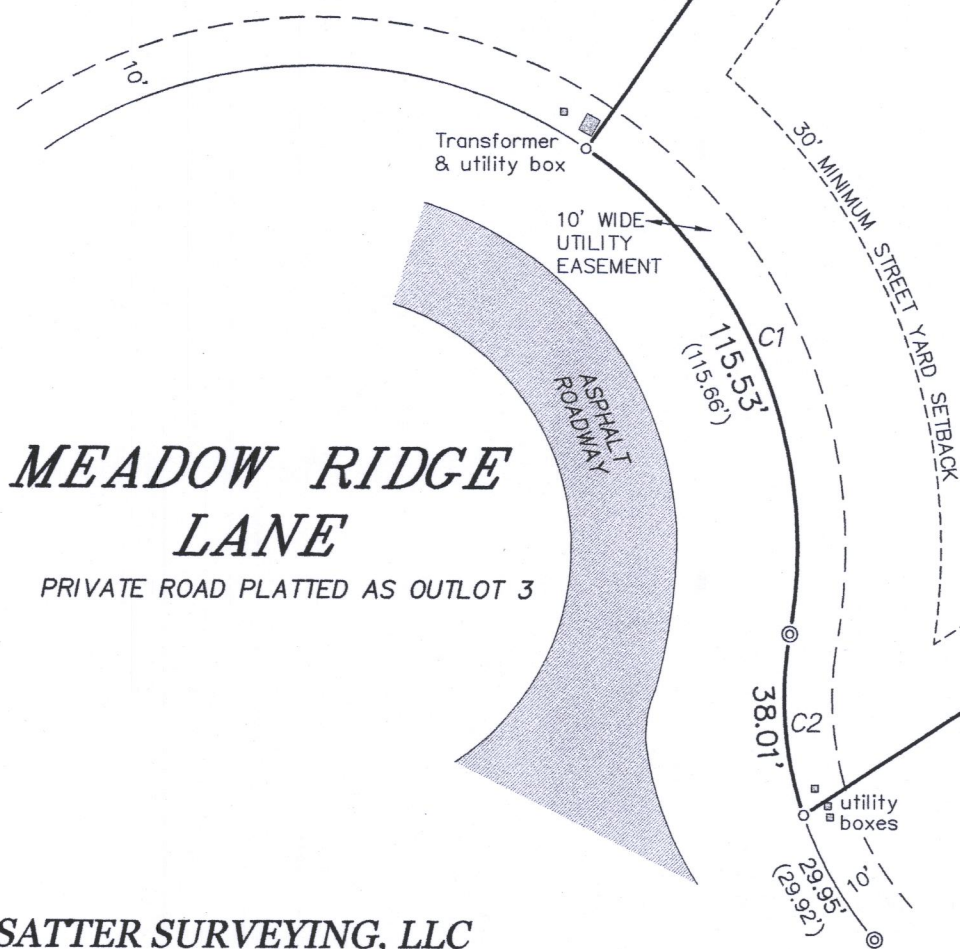 10'
Transformer
& utility box
10' WIDE
UTILITY
EASEMENT
30' MINIMUM STREET YARD SETBACK
C1
115.53'
(115.66')
ASPHALT
ROADWAY
MEADOW RIDGE
LANE
PRIVATE ROAD PLATTED AS OUTLOT 3
38.01'
C2
utility
boxes
29.95'
(29.92')
10'
SATTER SURVEYING, LLC